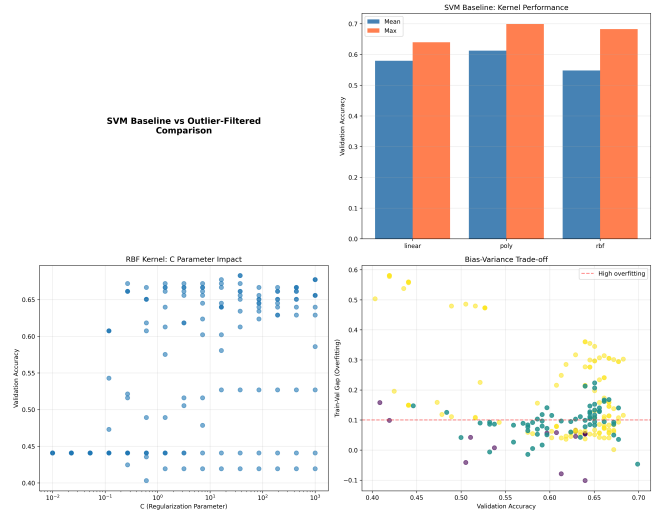 SVM Baseline vs Outlier-Filtered
Comparison
SVM Baseline: Kernel Performance
Mean
Max
Validation Accuracy
0.7
0.6
0.5
0.4
0.3
0.2
0.1
0.0
linear
poly
rbf
RBF Kernel: C Parameter Impact
Validation Accuracy
0.65
0.60
0.55
0.50
0.45
0.40
10⁻²
10⁻¹
10⁰
10¹
10²
10³
C (Regularization Parameter)
Bias-Variance Trade-off
High overfitting
Train-Val Gap (Overfitting)
0.6
0.5
0.4
0.3
0.2
0.1
0.0
−0.1
0.40
0.45
0.50
0.55
0.60
0.65
0.70
Validation Accuracy